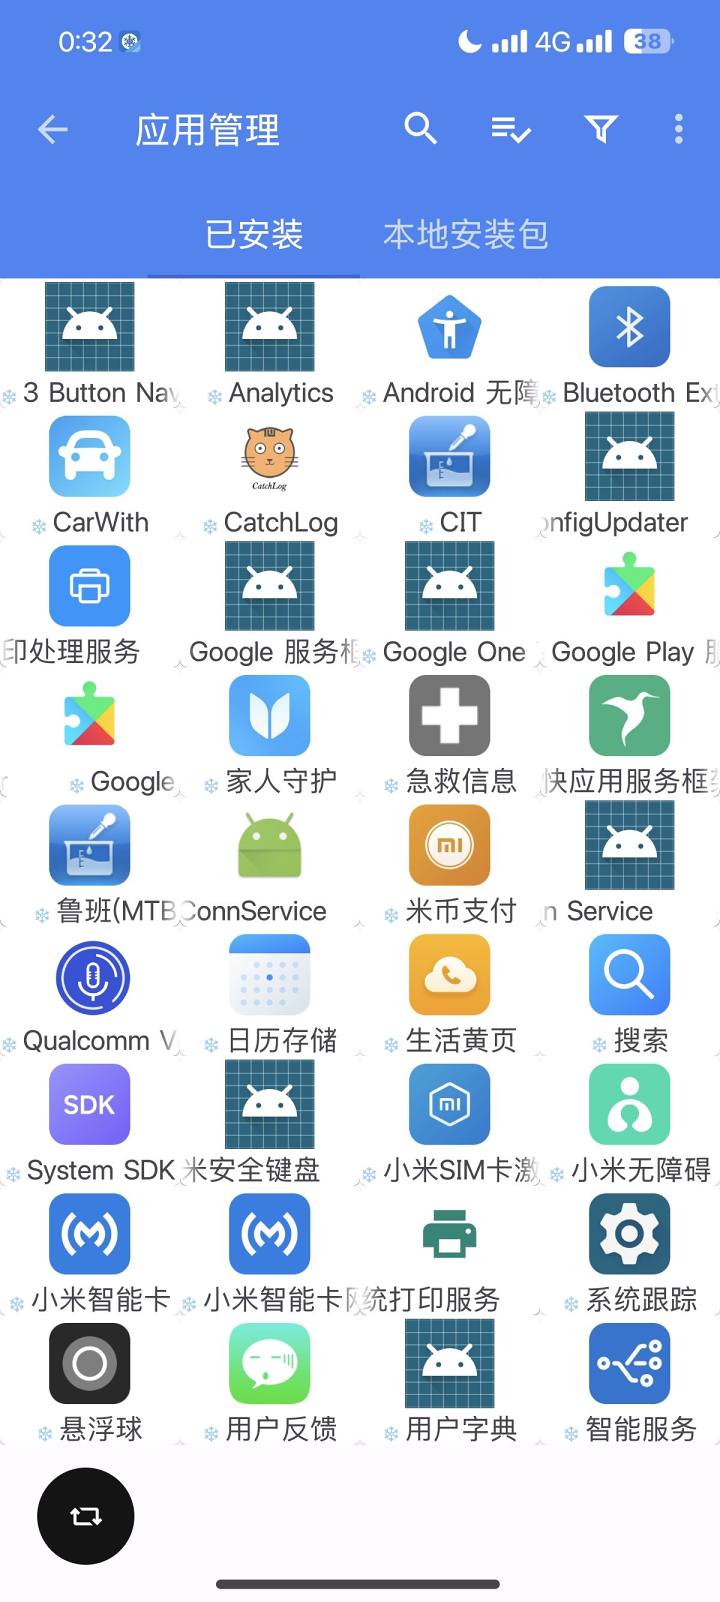 0:32 4G 38
应用管理
已安装 本地安装包
3 Button Nav Analytics Android 无障 Bluetooth Ex
CatchLog
CarWith CatchLog CIT onfigUpdater
印处理服务 Google 服务框 Google One Google Play 服
Google 家人守护 急救信息 快应用服务框
mi
鲁班(MTB ConnService 米币支付 n Service
Qualcomm V 日历存储 生活黄页 搜索
SDK mi
System SDK 米安全键盘 小米SIM卡激 小米无障碍
小米智能卡 小米智能卡网 统打印服务 系统跟踪
悬浮球 用户反馈 用户字典 智能服务